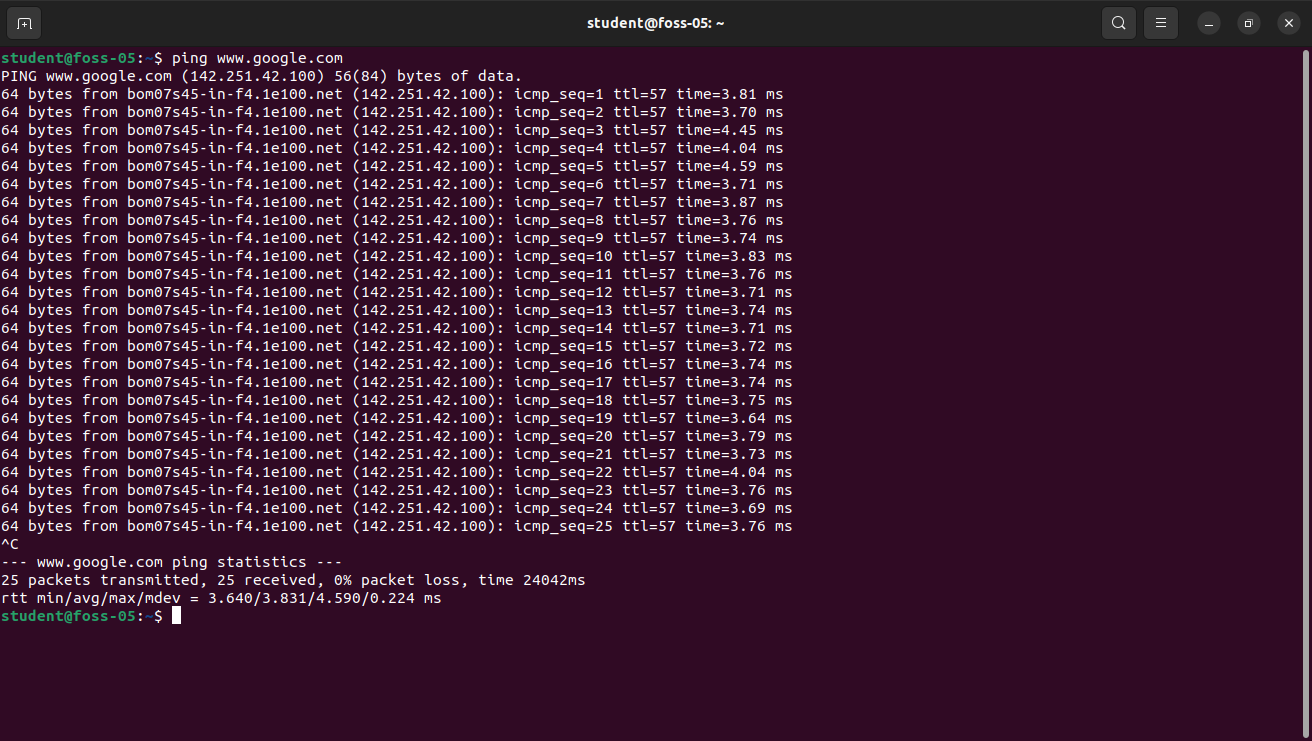 student@foss-05: ~
student@foss-05:~$ ping www.google.com
PING www.google.com (142.251.42.100) 56(84) bytes of data.
64 bytes from bom07s45-in-f4.1e100.net (142.251.42.100): icmp_seq=1 ttl=57 time=3.81 ms
64 bytes from bom07s45-in-f4.1e100.net (142.251.42.100): icmp_seq=2 ttl=57 time=3.70 ms
64 bytes from bom07s45-in-f4.1e100.net (142.251.42.100): icmp_seq=3 ttl=57 time=4.45 ms
64 bytes from bom07s45-in-f4.1e100.net (142.251.42.100): icmp_seq=4 ttl=57 time=4.04 ms
64 bytes from bom07s45-in-f4.1e100.net (142.251.42.100): icmp_seq=5 ttl=57 time=4.59 ms
64 bytes from bom07s45-in-f4.1e100.net (142.251.42.100): icmp_seq=6 ttl=57 time=3.71 ms
64 bytes from bom07s45-in-f4.1e100.net (142.251.42.100): icmp_seq=7 ttl=57 time=3.87 ms
64 bytes from bom07s45-in-f4.1e100.net (142.251.42.100): icmp_seq=8 ttl=57 time=3.76 ms
64 bytes from bom07s45-in-f4.1e100.net (142.251.42.100): icmp_seq=9 ttl=57 time=3.74 ms
64 bytes from bom07s45-in-f4.1e100.net (142.251.42.100): icmp_seq=10 ttl=57 time=3.83 ms
64 bytes from bom07s45-in-f4.1e100.net (142.251.42.100): icmp_seq=11 ttl=57 time=3.76 ms
64 bytes from bom07s45-in-f4.1e100.net (142.251.42.100): icmp_seq=12 ttl=57 time=3.71 ms
64 bytes from bom07s45-in-f4.1e100.net (142.251.42.100): icmp_seq=13 ttl=57 time=3.74 ms
64 bytes from bom07s45-in-f4.1e100.net (142.251.42.100): icmp_seq=14 ttl=57 time=3.71 ms
64 bytes from bom07s45-in-f4.1e100.net (142.251.42.100): icmp_seq=15 ttl=57 time=3.72 ms
64 bytes from bom07s45-in-f4.1e100.net (142.251.42.100): icmp_seq=16 ttl=57 time=3.74 ms
64 bytes from bom07s45-in-f4.1e100.net (142.251.42.100): icmp_seq=17 ttl=57 time=3.74 ms
64 bytes from bom07s45-in-f4.1e100.net (142.251.42.100): icmp_seq=18 ttl=57 time=3.75 ms
64 bytes from bom07s45-in-f4.1e100.net (142.251.42.100): icmp_seq=19 ttl=57 time=3.64 ms
64 bytes from bom07s45-in-f4.1e100.net (142.251.42.100): icmp_seq=20 ttl=57 time=3.79 ms
64 bytes from bom07s45-in-f4.1e100.net (142.251.42.100): icmp_seq=21 ttl=57 time=3.73 ms
64 bytes from bom07s45-in-f4.1e100.net (142.251.42.100): icmp_seq=22 ttl=57 time=4.04 ms
64 bytes from bom07s45-in-f4.1e100.net (142.251.42.100): icmp_seq=23 ttl=57 time=3.76 ms
64 bytes from bom07s45-in-f4.1e100.net (142.251.42.100): icmp_seq=24 ttl=57 time=3.69 ms
64 bytes from bom07s45-in-f4.1e100.net (142.251.42.100): icmp_seq=25 ttl=57 time=3.76 ms
^C
--- www.google.com ping statistics ---
25 packets transmitted, 25 received, 0% packet loss, time 24042ms
rtt min/avg/max/mdev = 3.640/3.831/4.590/0.224 ms
student@foss-05:~$